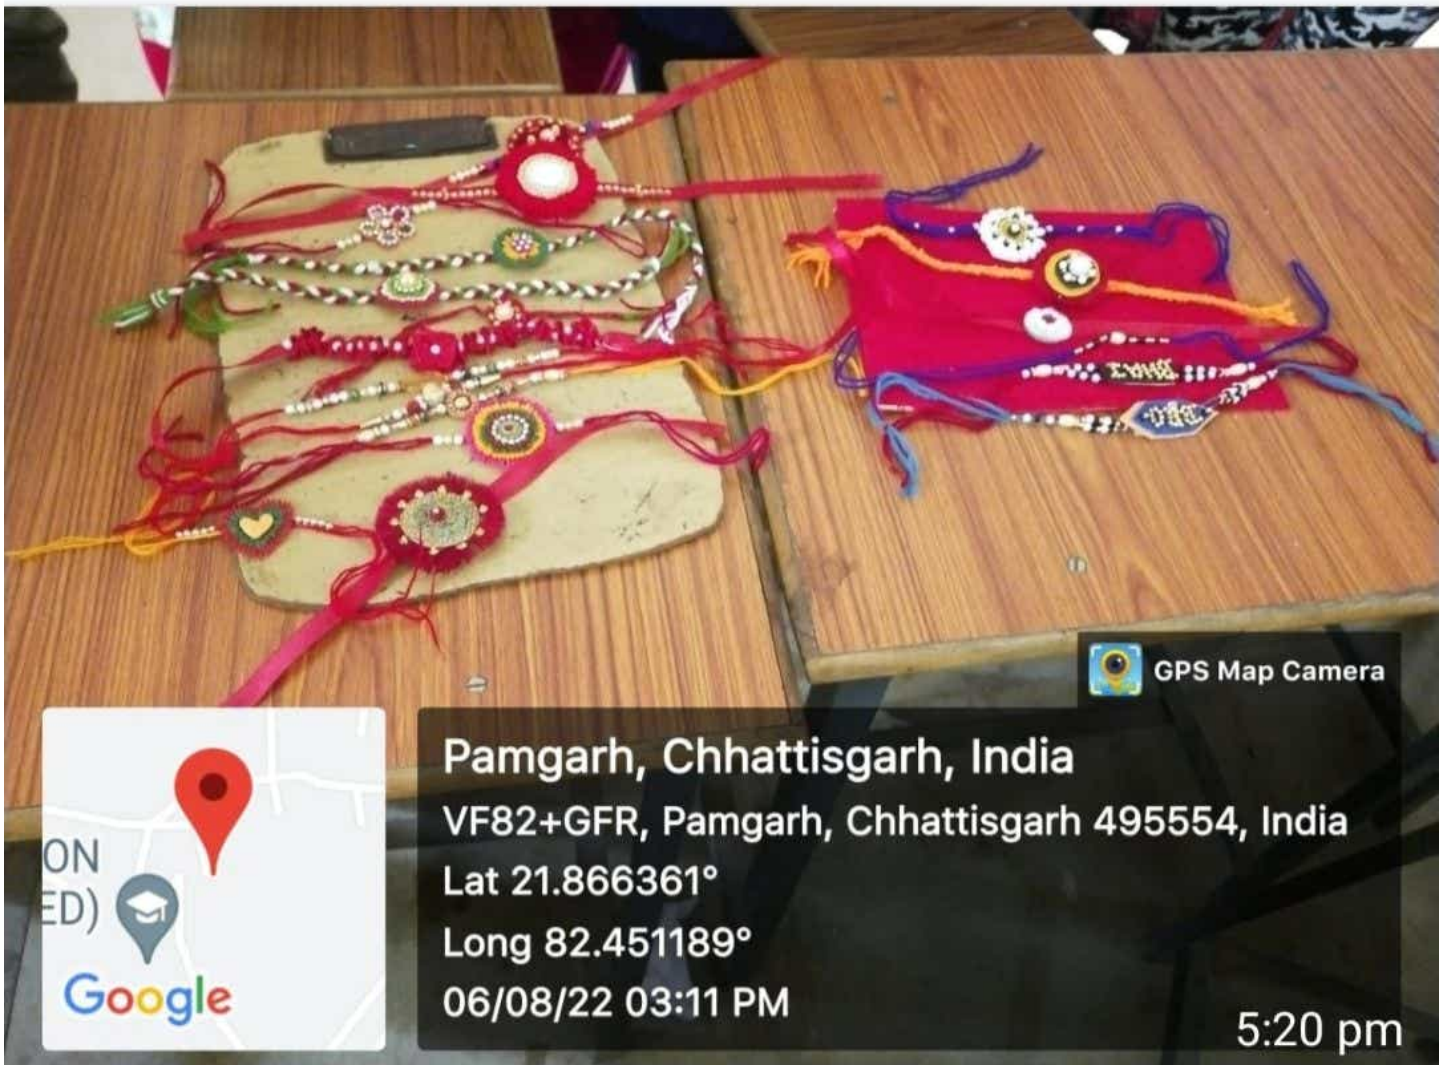 GPS Map Camera
Pamgarh, Chhattisgarh, India
VF82+GFR, Pamgarh, Chhattisgarh 495554, India
Lat 21.866361°
Long 82.451189°
06/08/22 03:11 PM
ON
ED)
Google
5:20 pm